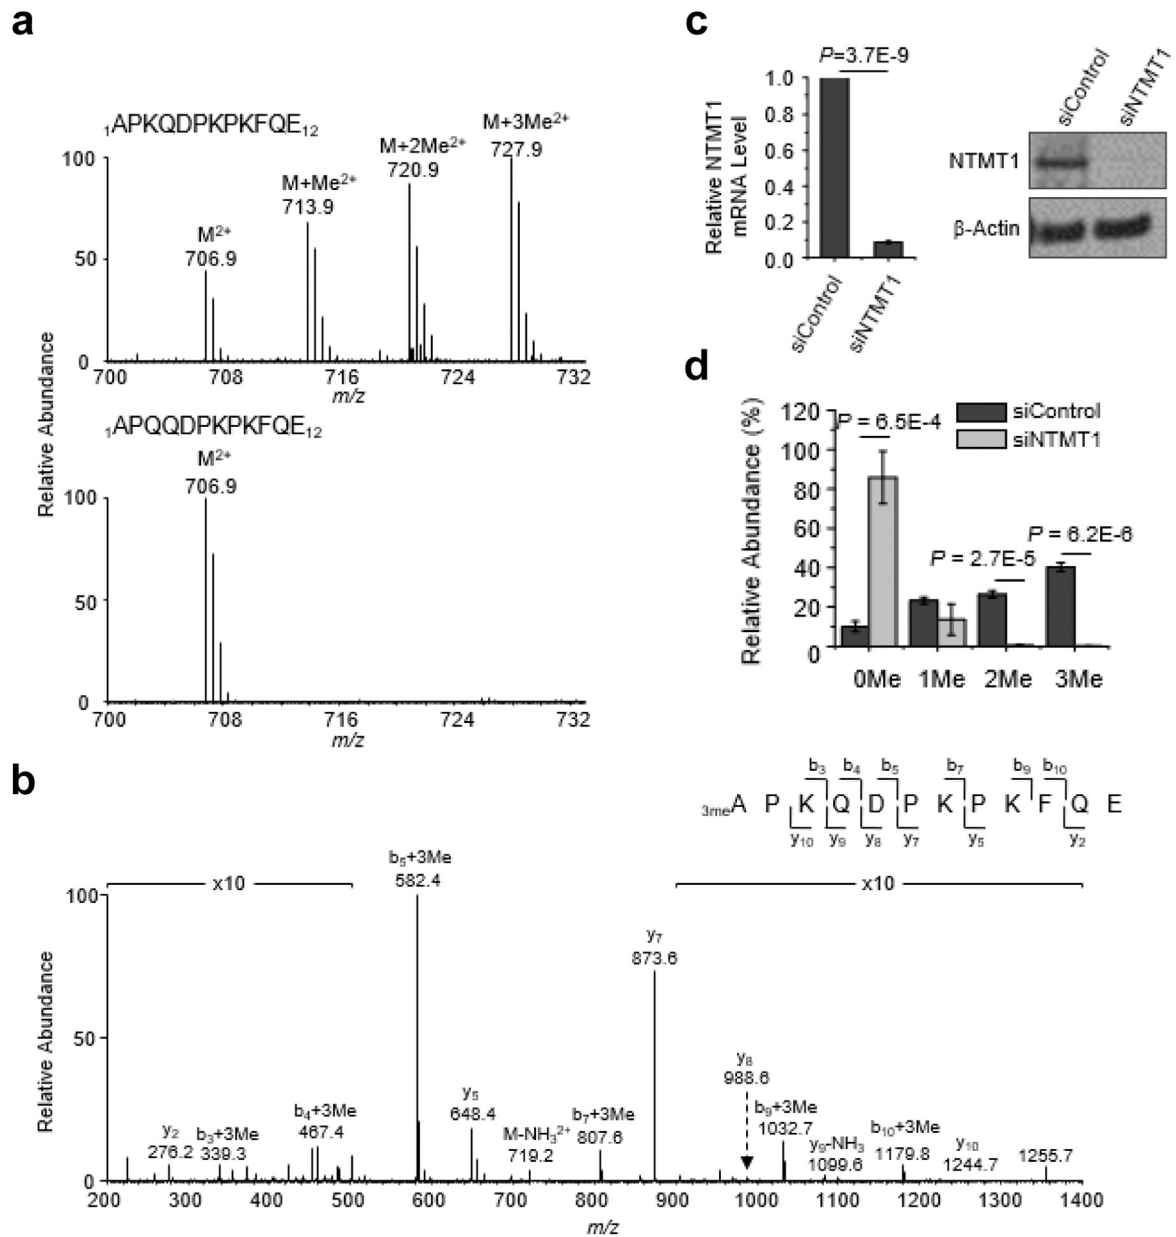 a
₁APKQDPKPKFQE₁₂
M²⁺
706.9
M+Me²⁺
713.9
M+2Me²⁺
720.9
M+3Me²⁺
727.9
100
50
0
700 708 716 724 732
m/z
₁APQQDPKPKFQE₁₂
M²⁺
706.9
100
50
0
700 708 716 724 732
m/z
Relative Abundance
c
P=3.7E-9
Relative NTMT1
mRNA Level
1.0
0.8
0.6
0.4
0.2
0.0
siControl
siNTMT1
siControl
siNTMT1
NTMT1
β-Actin
d
Relative Abundance (%)
120
100
80
60
40
20
0
siControl
siNTMT1
P = 6.5E-4
P = 2.7E-5
P = 6.2E-6
0Me 1Me 2Me 3Me
b
b₃ b₄ b₅ b₇ b₉ b₁₀
₃meA P K Q D P K P K F Q E
y₁₀ y₉ y₈ y₇ y₅ y₂
x10
x10
Relative Abundance
100
50
0
y₂
276.2
b₃+3Me
339.3
b₄+3Me
467.4
b₅+3Me
582.4
y₅
648.4
M-NH₃²⁺
719.2
b₇+3Me
807.6
y₇
873.6
y₈
988.6
b₉+3Me
1032.7
y₉-NH₃
1099.6
b₁₀+3Me
1179.8
y₁₀
1244.7
1255.7
200 300 400 500 600 700 800 900 1000 1100 1200 1300 1400
m/z